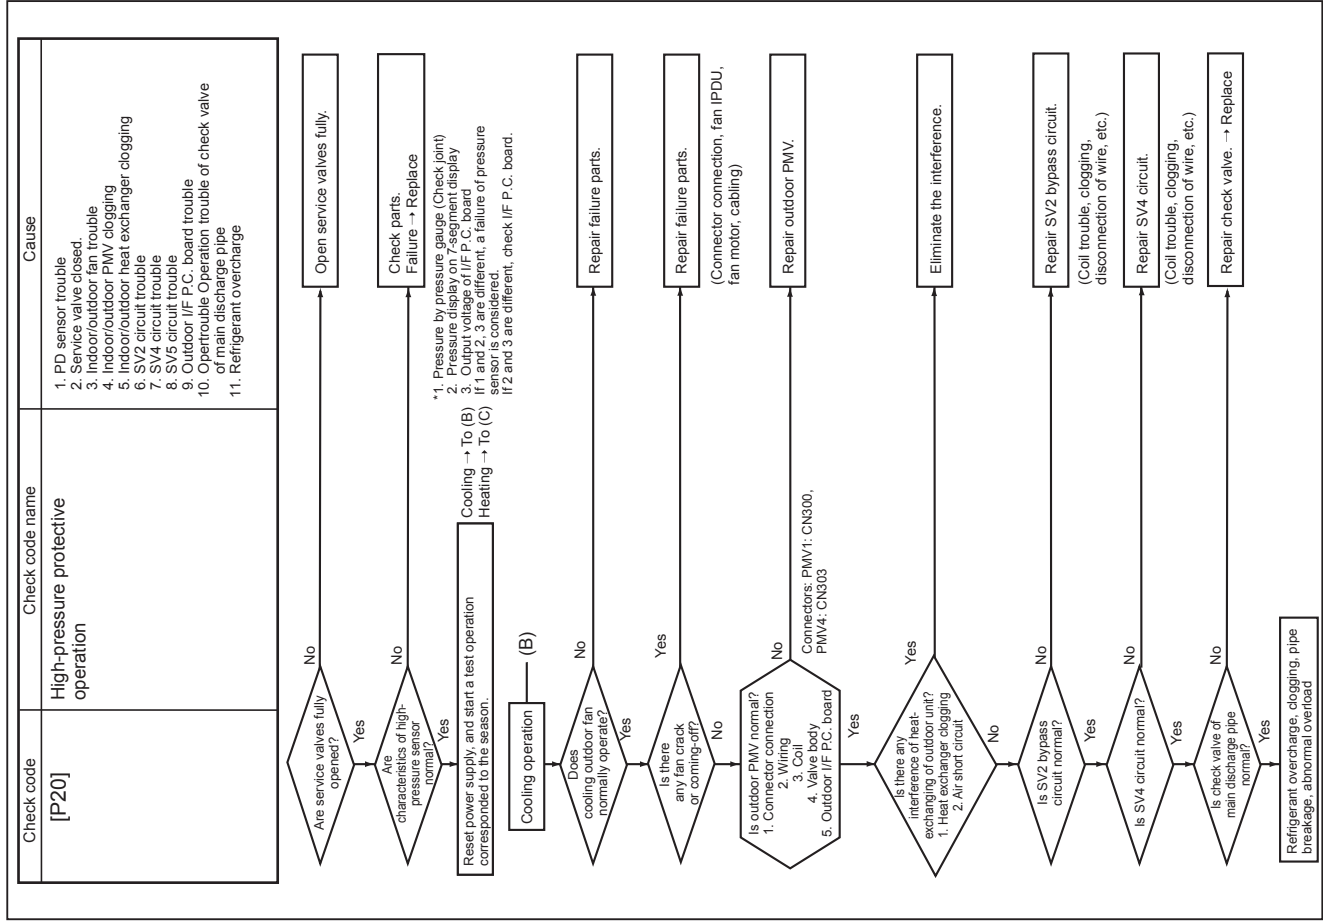 Check code
Check code name
Cause
[P20]
High-pressure protective
operation
1. PD sensor trouble
2. Service valve closed.
3. Indoor/outdoor fan trouble
4. Indoor/outdoor PMV clogging
5. Indoor/outdoor heat exchanger clogging
6. SV2 circuit trouble
7. SV4 circuit trouble
8. SV5 circuit trouble
9. Outdoor I/F P.C. board trouble
10. Opertrouble Operation trouble of check valve
of main discharge pipe
11. Refrigerant overcharge
Are service valves fully
opened?
No
Open service valves fully.
Yes
Are
characteristics of high-
pressure sensor
normal?
No
Check parts.
Failure → Replace
Yes
*1. Pressure by pressure gauge (Check joint)
2. Pressure display on 7-segment display
3. Output voltage of I/F P.C. board
If 1 and 2, 3 are different, a failure of pressure
sensor is considered.
If 2 and 3 are different, check I/F P.C. board.
Reset power supply, and start a test operation
corresponded to the season.
Cooling → To (B)
Heating → To (C)
Cooling operation
(B)
Does
cooling outdoor fan
normally operate?
No
Repair failure parts.
Yes
Is there
any fan crack
or coming-off?
Yes
Repair failure parts.
(Connector connection, fan IPDU,
fan motor, cabling)
No
Is outdoor PMV normal?
1. Connector connection
2. Wiring
3. Coil
4. Valve body
5. Outdoor I/F P.C. board
No
Repair outdoor PMV.
Connectors: PMV1: CN300,
PMV4: CN303
Yes
Is there any
interference of heat-
exchanging of outdoor unit?
1. Heat exchanger clogging
2. Air short circuit
Yes
Eliminate the interference.
No
Is SV2 bypass
circuit normal?
No
Repair SV2 bypass circuit.
(Coil trouble, clogging,
disconnection of wire, etc.)
Yes
Is SV4 circuit normal?
No
Repair SV4 circuit.
(Coil trouble, clogging,
disconnection of wire, etc.)
Yes
Is check valve of
main discharge pipe
normal?
No
Repair check valve. → Replace
Yes
Refrigerant overcharge, clogging, pipe
breakage, abnormal overload